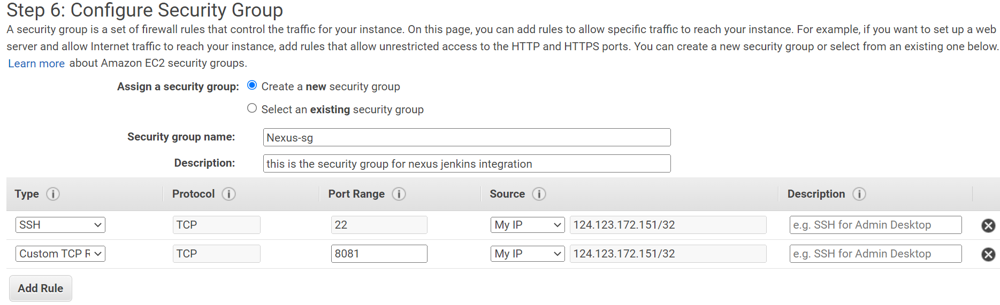 Step 6: Configure Security Group
A security group is a set of firewall rules that control the traffic for your instance. On this page, you can add rules to allow specific traffic to reach your instance. For example, if you want to set up a web
server and allow Internet traffic to reach your instance, add rules that allow unrestricted access to the HTTP and HTTPS ports. You can create a new security group or select from an existing one below.
Learn more about Amazon EC2 security groups.
Assign a security group: Create a new security group
Select an existing security group
Security group name: Nexus-sg
Description: this is the security group for nexus jenkins integration
Type Protocol Port Range Source Description
SSH TCP 22 My IP 124.123.172.151/32 e.g. SSH for Admin Desktop
Custom TCP R TCP 8081 My IP 124.123.172.151/32 e.g. SSH for Admin Desktop
Add Rule